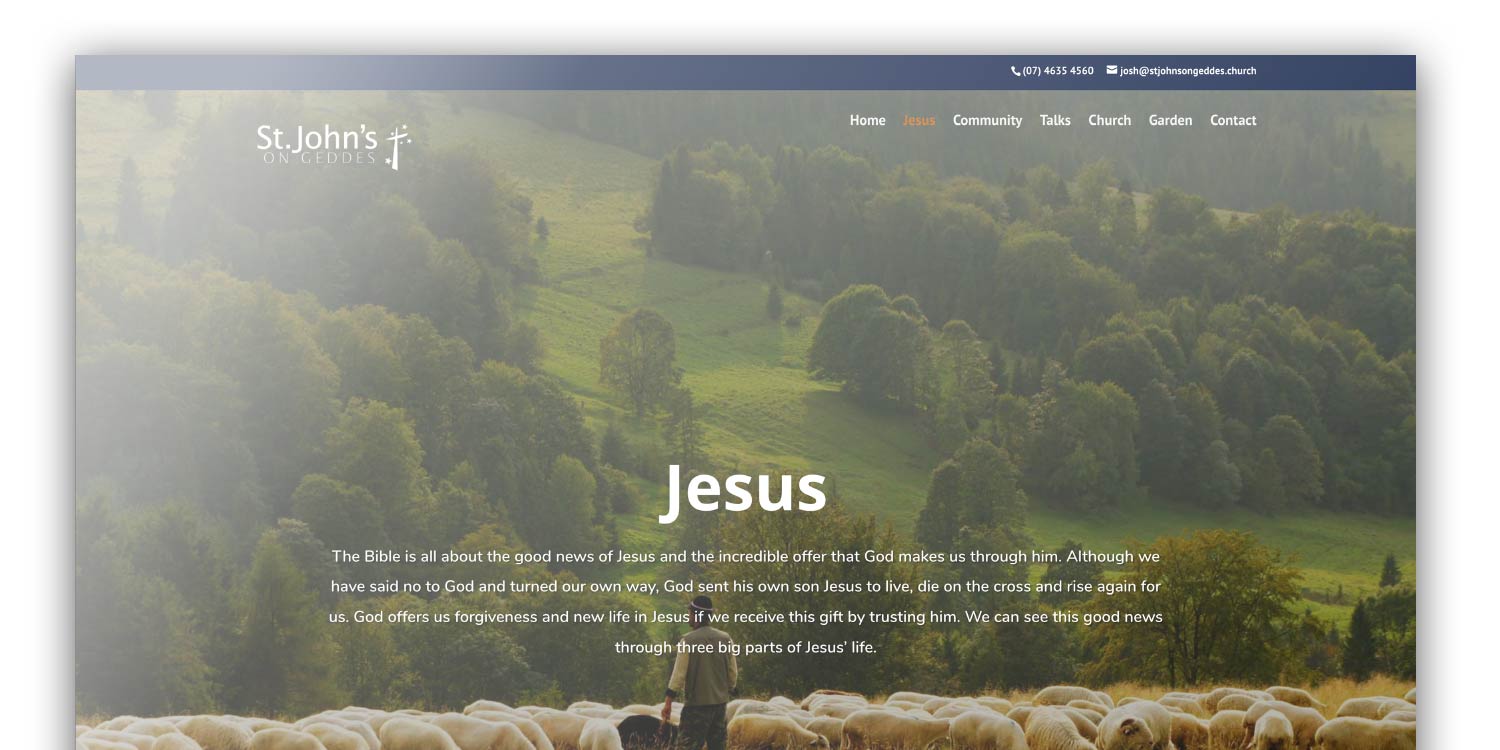 (07) 4635 4560 josh@stjohnsongeddes.church
St.John's
ON GEDDES
Home Jesus Community Talks Church Garden Contact
Jesus
The Bible is all about the good news of Jesus and the incredible offer that God makes us through him. Although we
have said no to God and turned our own way, God sent his own son Jesus to live, die on the cross and rise again for
us. God offers us forgiveness and new life in Jesus if we receive this gift by trusting him. We can see this good news
through three big parts of Jesus' life.